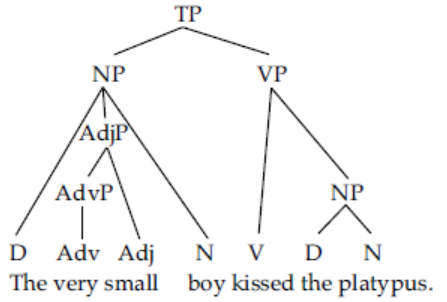 TP
NP VP
AdjP
AdvP NP
D Adv Adj N V D N
The very small boy kissed the platypus.